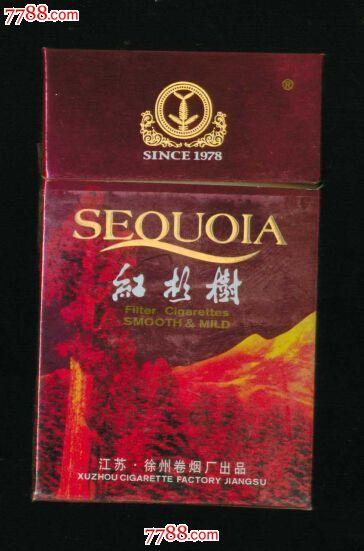 7788.com
®
SINCE 1978
SEQUOIA
紅杉樹
Filter Cigarettes
SMOOTH & MILD
江苏·徐州卷烟厂出品
XUZHOU CIGARETTE FACTORY JIANGSU
7788.com